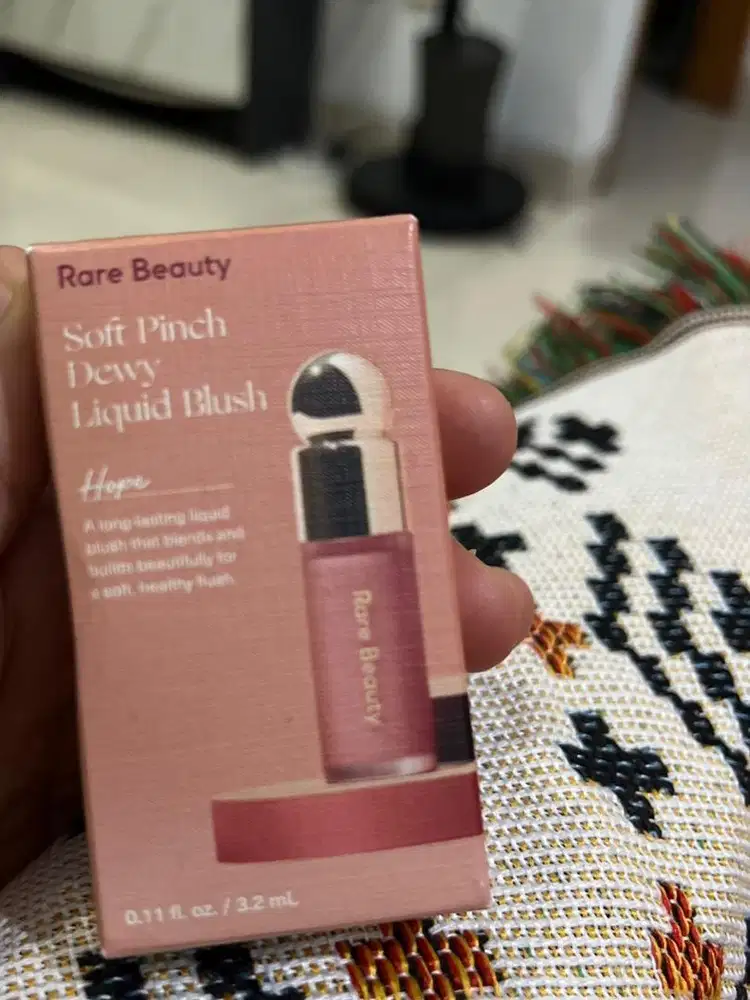 Rare Beauty
Soft Pinch
Dewy
Liquid Blush
Hope
A long-lasting liquid
blush that blends and
builds beautifully for
a soft, healthy flush.
Rare Beauty
0.11 fl. oz. / 3.2 mL